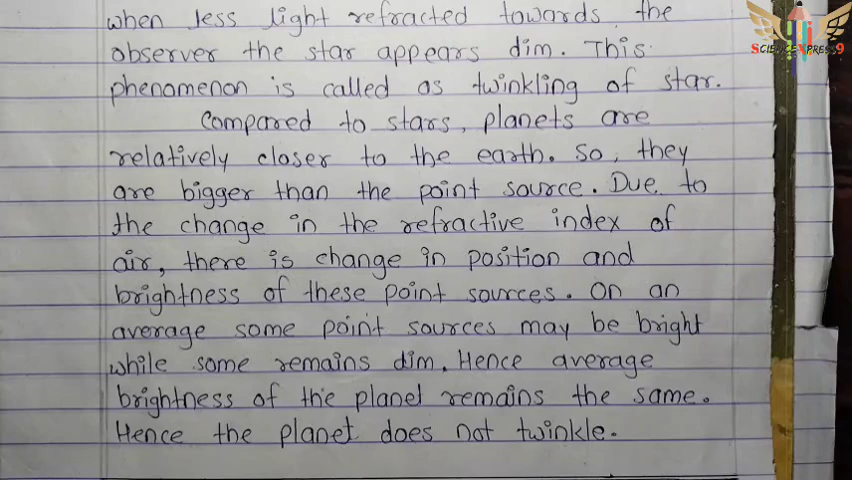 when less light refracted towards the
observer the star appears dim. This
phenomenon is called as twinkling of star.
Compared to stars, planets are
relatively closer to the earth. So, they
are bigger than the point source. Due to
the change in the refractive index of
air, there is change in position and
brightness of these point sources. On an
average some point sources may be bright
while some remains dim. Hence average
brightness of the planet remains the same.
Hence the planet does not twinkle.
SCIENCEXPRESS9